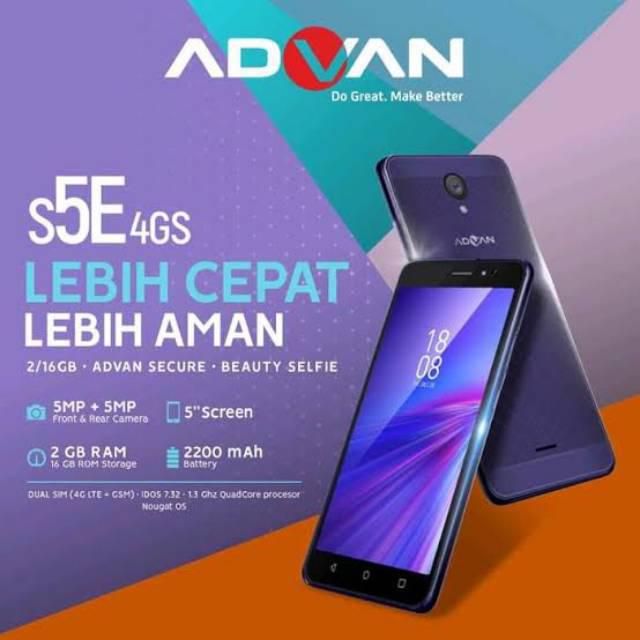 ADVAN
Do Great. Make Better
S5E 4GS
LEBIH CEPAT
LEBIH AMAN
2/16GB · ADVAN SECURE · BEAUTY SELFIE
5MP + 5MP
Front & Rear Camera
5"Screen
2 GB RAM
16 GB ROM Storage
2200 mAh
Battery
DUAL SIM (4G LTE + GSM) · IDOS 7.32 · 1.3 Ghz QuadCore procesor
Nougat OS
ADVAN
18
08